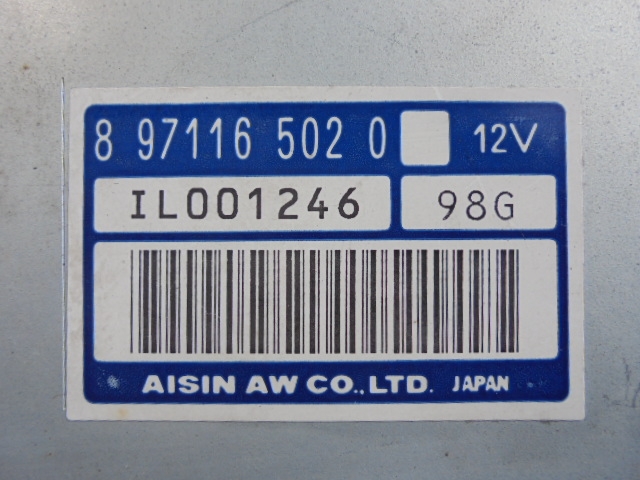 8 97116 502 0 12V
IL001246 98G
AISIN AW CO.,LTD. JAPAN